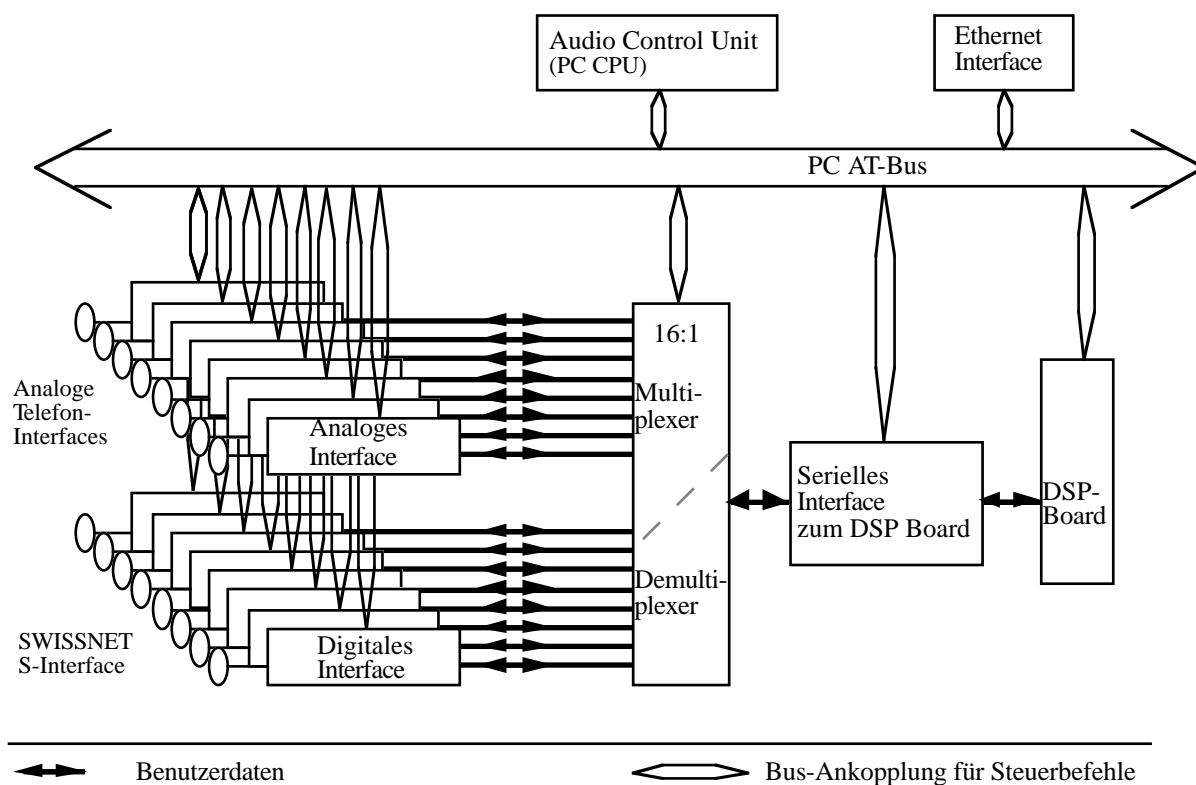 Audio Control Unit
(PC CPU)
Ethernet
Interface
PC AT-Bus
16:1
Multi-
plexer
Analoge
Telefon-
Interfaces
Analoges
Interface
Serielles
Interface
zum DSP Board
DSP-
Board
Demulti-
plexer
SWISSNET
S-Interface
Digitales
Interface
Benutzerdaten
Bus-Ankopplung für Steuerbefehle